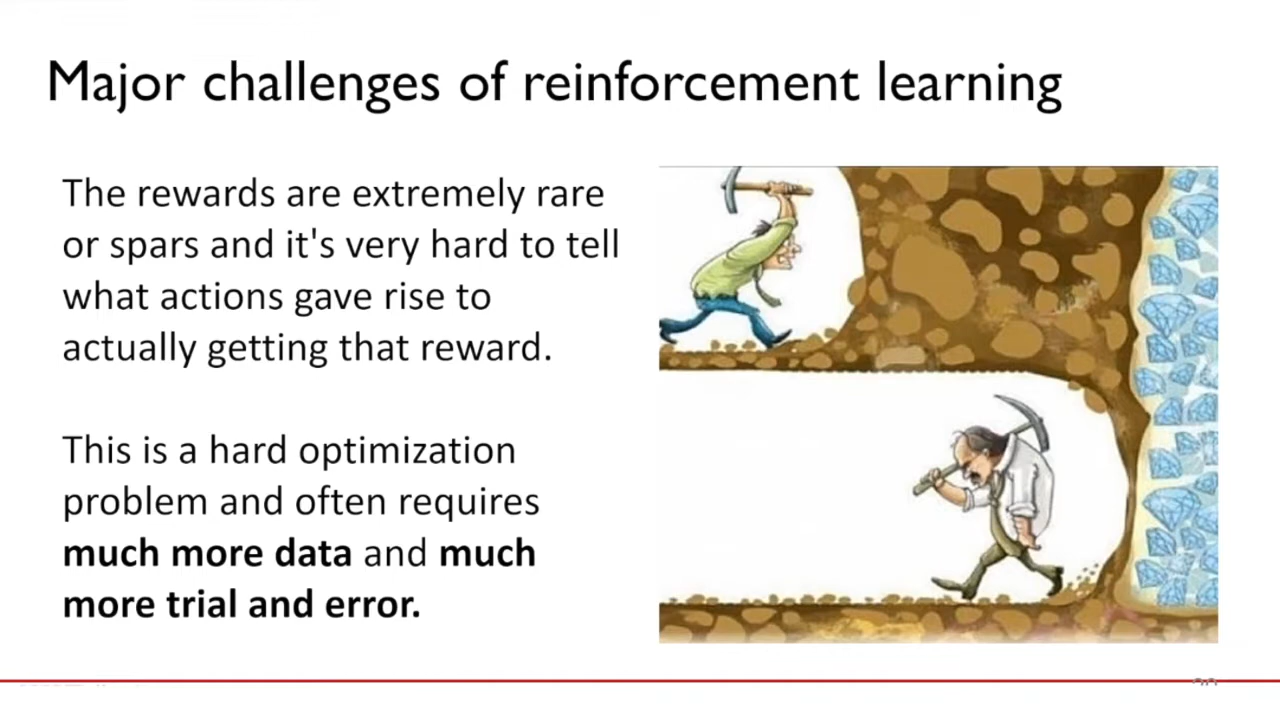 Major challenges of reinforcement learning
The rewards are extremely rare
or spars and it's very hard to tell
what actions gave rise to
actually getting that reward.
This is a hard optimization
problem and often requires
much more data and much
more trial and error.